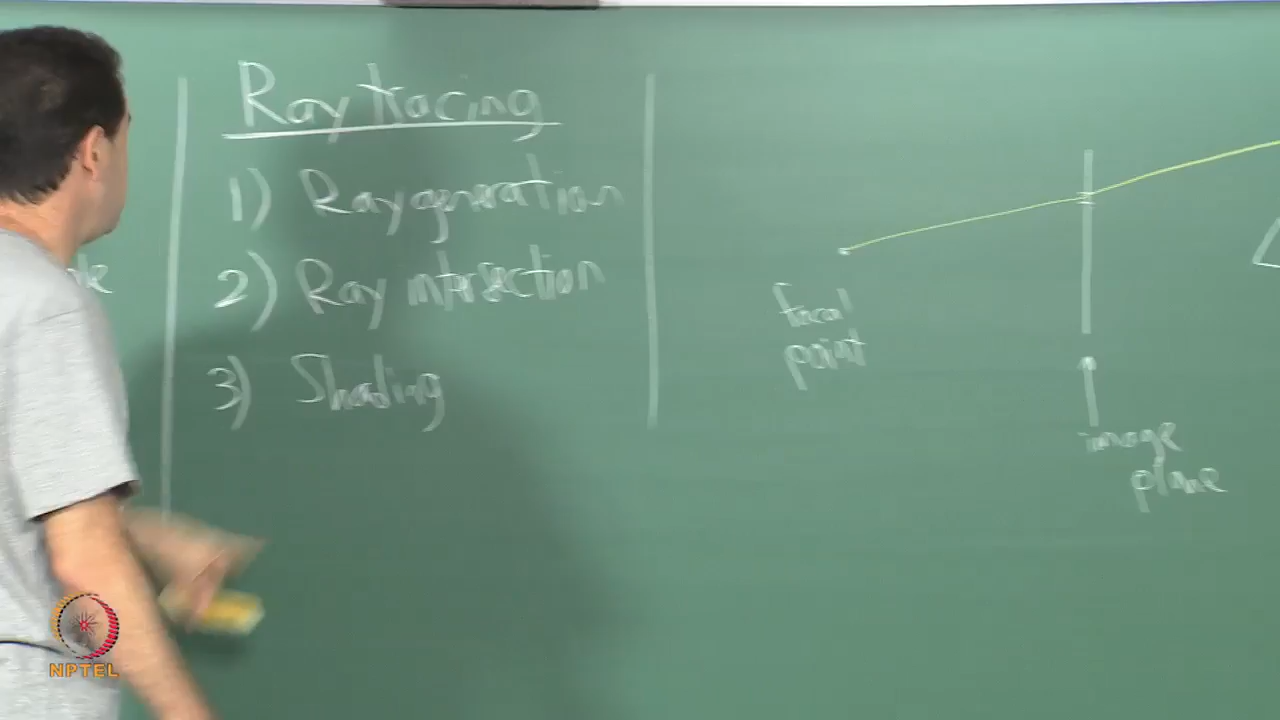 Ray tracing
1) Ray generation
2) Ray intersection
3) Shading
focal
point
image
plane
NPTEL